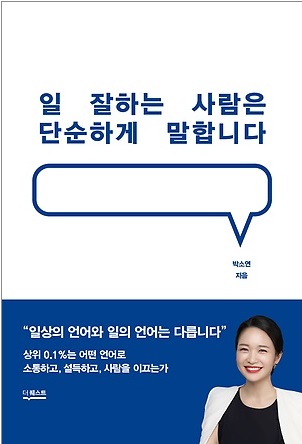 일 잘하는 사람은
단순하게 말합니다
박소연
지음
“일상의 언어와 일의 언어는 다릅니다”
상위 0.1%는 어떤 언어로
소통하고, 설득하고, 사람을 이끄는가
더 퀘스트